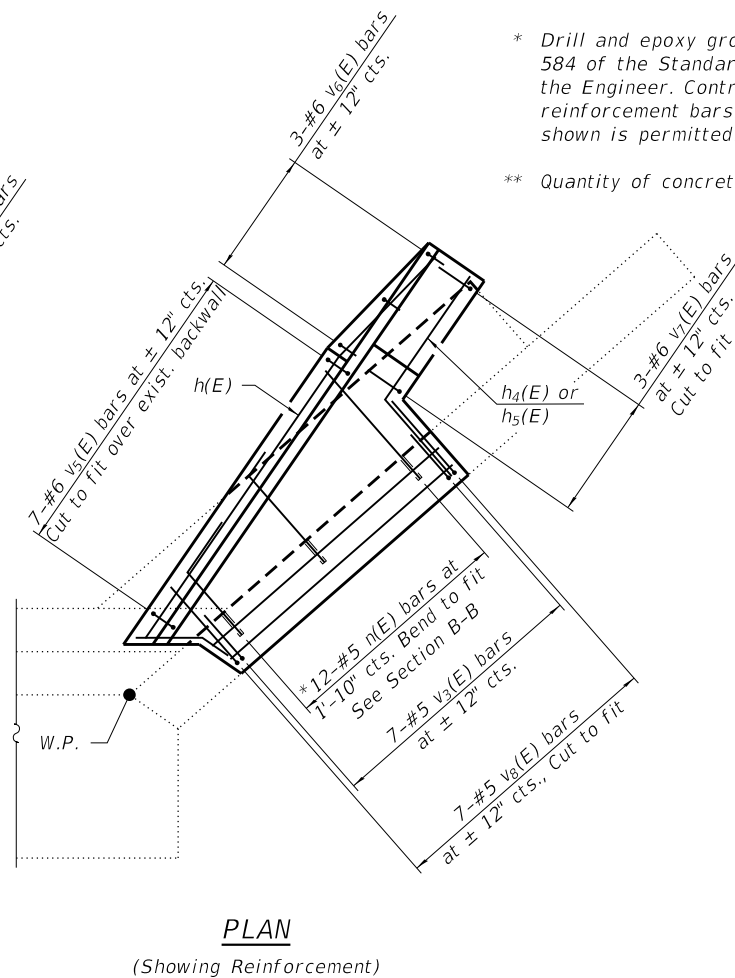 3-#6 v6(E) bars
at ± 12" cts.
* Drill and epoxy
584 of the
the Engineer.
reinforcement bars
shown is permitted
** Quantity of
cts.
7-#6 v5(E) bars at ± 12" cts.
Cut to fit over exist. backwall
h(E)
h4(E) or
h5(E)
3-#6 v7(E) bars
at ± 12" cts.
Cut to fit
*12-#5 n(E) bars at
1'-10" cts. Bend to fit
See Section B-B
7-#5 v3(E) bars
at ± 12" cts.
7-#5 v8(E) bars
at ± 12" cts., Cut to fit
W.P.
PLAN
(Showing Reinforcement)